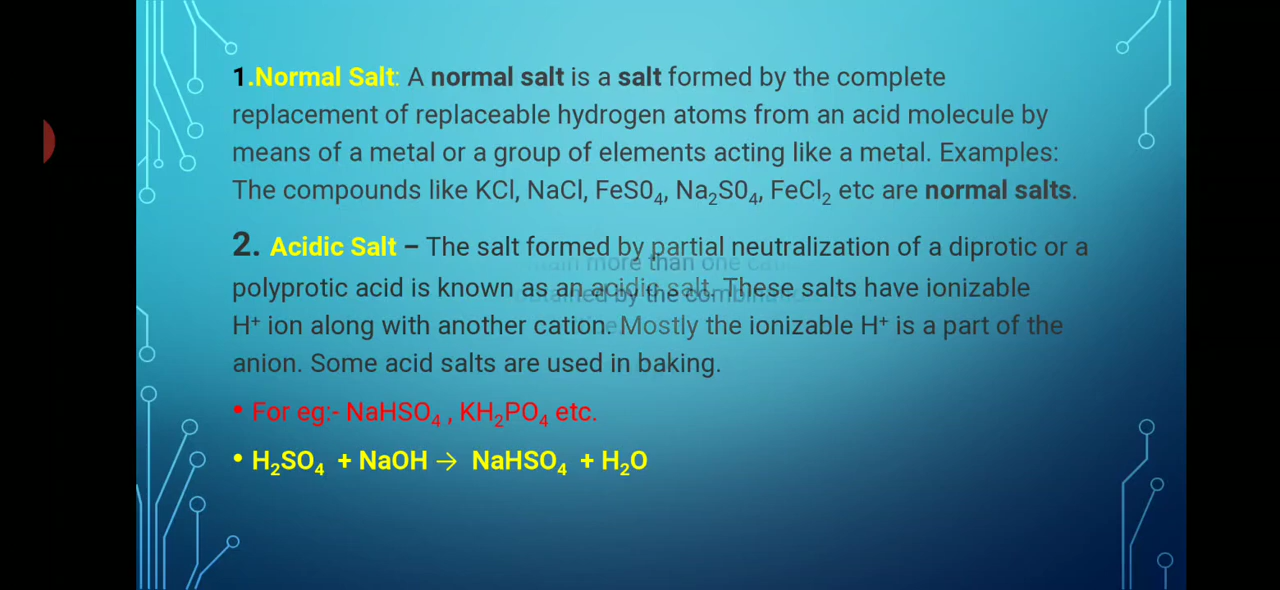 1.Normal Salt: A normal salt is a salt formed by the complete
replacement of replaceable hydrogen atoms from an acid molecule by
means of a metal or a group of elements acting like a metal. Examples:
The compounds like KCl, NaCl, FeS0₄, Na₂S0₄, FeCl₂ etc are normal salts.
2. Acidic Salt – The salt formed by partial neutralization of a diprotic or a
more than one
polyprotic acid is known as an acidic salt. These salts have ionizable
by the
H⁺ ion along with another cation. Mostly the ionizable H⁺ is a part of the
anion. Some acid salts are used in baking.
• For eg:- NaHSO₄ , KH₂PO₄ etc.
• H₂SO₄ + NaOH → NaHSO₄ + H₂O